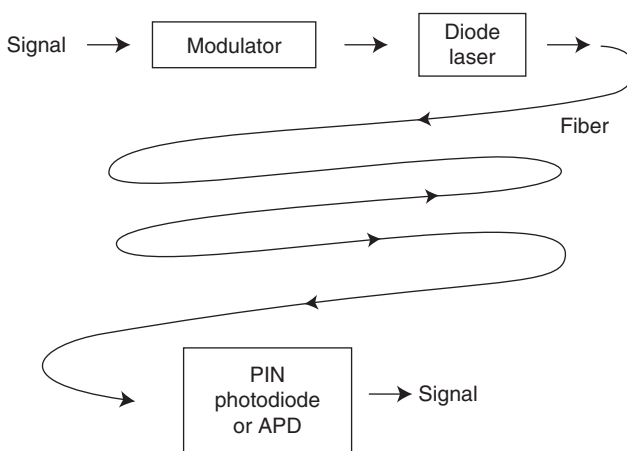 Signal
Modulator
Diode
laser
Fiber
PIN
photodiode
or APD
Signal